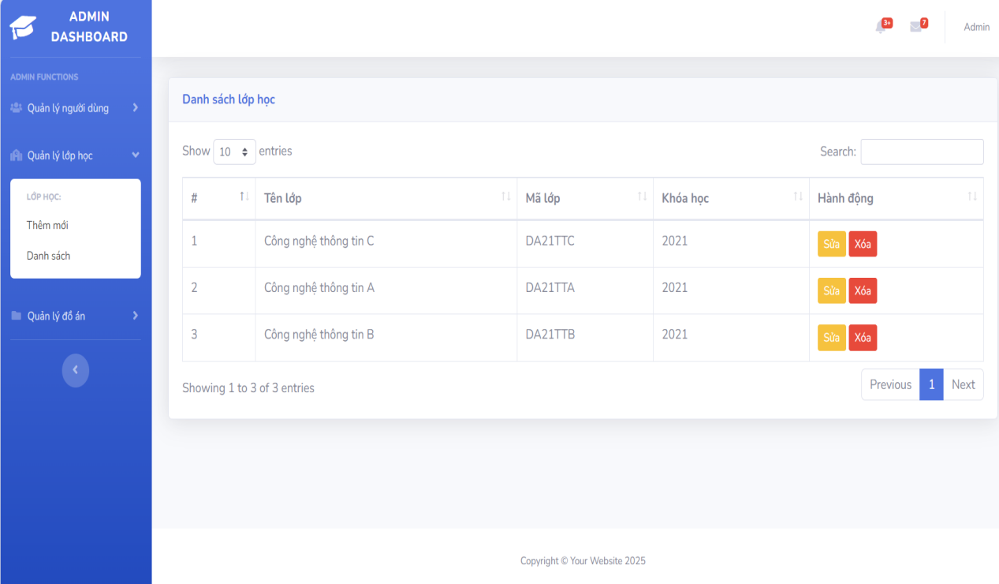 ADMIN
DASHBOARD
3+ 7 Admin
ADMIN FUNCTIONS
Quản lý người dùng
Quản lý lớp học
LỚP HỌC:
Thêm mới
Danh sách
Quản lý đồ án
Danh sách lớp học
Show 10 entries Search:
# Tên lớp Mã lớp Khóa học Hành động
1 Công nghệ thông tin C DA21TTC 2021 Sửa Xóa
2 Công nghệ thông tin A DA21TTA 2021 Sửa Xóa
3 Công nghệ thông tin B DA21TTB 2021 Sửa Xóa
Showing 1 to 3 of 3 entries Previous 1 Next
Copyright © Your Website 2025